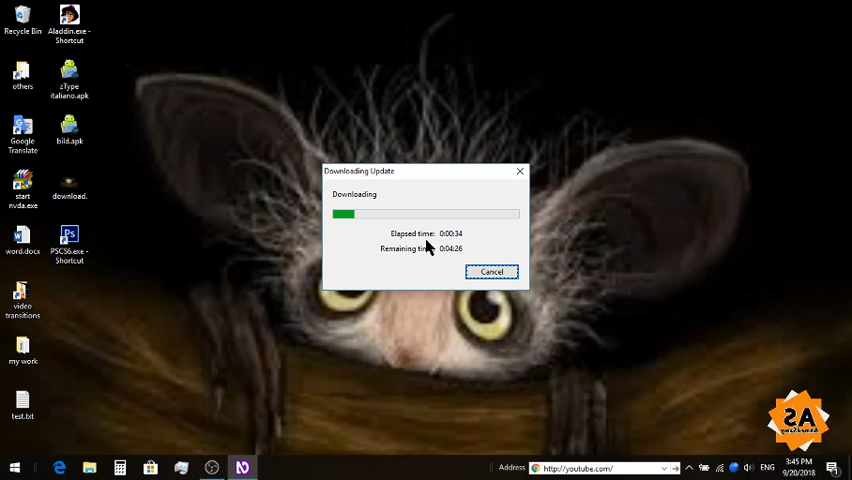 Recycle Bin
Aladdin.exe -
Shortcut
others
zType
italiano.apk
Google
Translate
bild.apk
start
nvda.exe
download.
word.docx
PSCS6.exe -
Shortcut
video
transitions
my work
test.txt
Downloading Update
Downloading
Elapsed time: 0:00:34
Remaining time: 0:04:26
Cancel
AS
Address http://youtube.com/
ENG
3:45 PM
9/20/2018